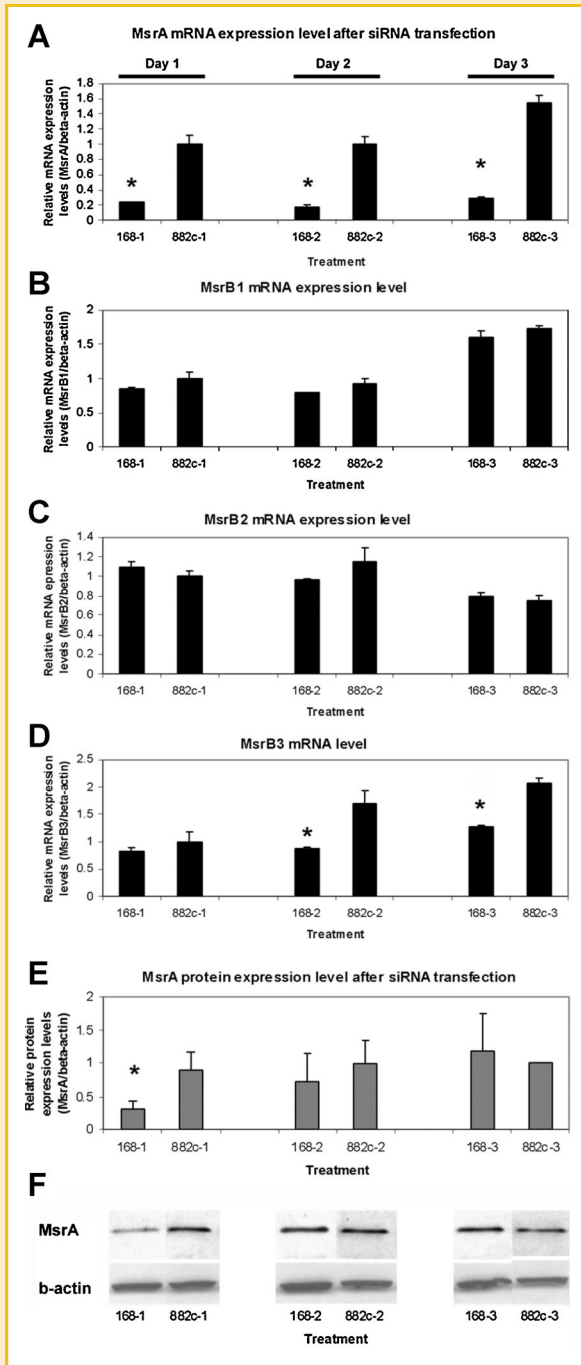 A
MsrA mRNA expression level after siRNA transfection
Day 1 Day 2 Day 3
Relative mRNA expression
levels (MsrA/beta-actin)
1.8
1.6
1.4
1.2
1
0.8
0.6
0.4
0.2
0
* * *
168-1 882c-1 168-2 882c-2 168-3 882c-3
Treatment
B
MsrB1 mRNA expression level
Relative mRNA expression
levels (MsrB1/beta-actin)
2
1.5
1
0.5
0
168-1 882c-1 168-2 882c-2 168-3 882c-3
Treatment
C
MsrB2 mRNA expression level
Relative mRNA epression
levels (MsrB2/beta-actin)
1.4
1.2
1
0.8
0.6
0.4
0.2
0
168-1 882c-1 168-2 882c-2 168-3 882c-3
Treatment
D
MsrB3 mRNA level
Relative mRNA expression
levels (MsrB3/beta-actin)
2.5
2
1.5
1
0.5
0
* *
168-1 882c-1 168-2 882c-2 168-3 882c-3
Treatment
E
MsrA protein expression level after siRNA transfection
Relative protein
expression levels
(MsrA/beta-actin)
2
1.5
1
0.5
0
*
168-1 882c-1 168-2 882c-2 168-3 882c-3
Treatment
F
MsrA
b-actin
168-1 882c-1 168-2 882c-2 168-3 882c-3
Treatment